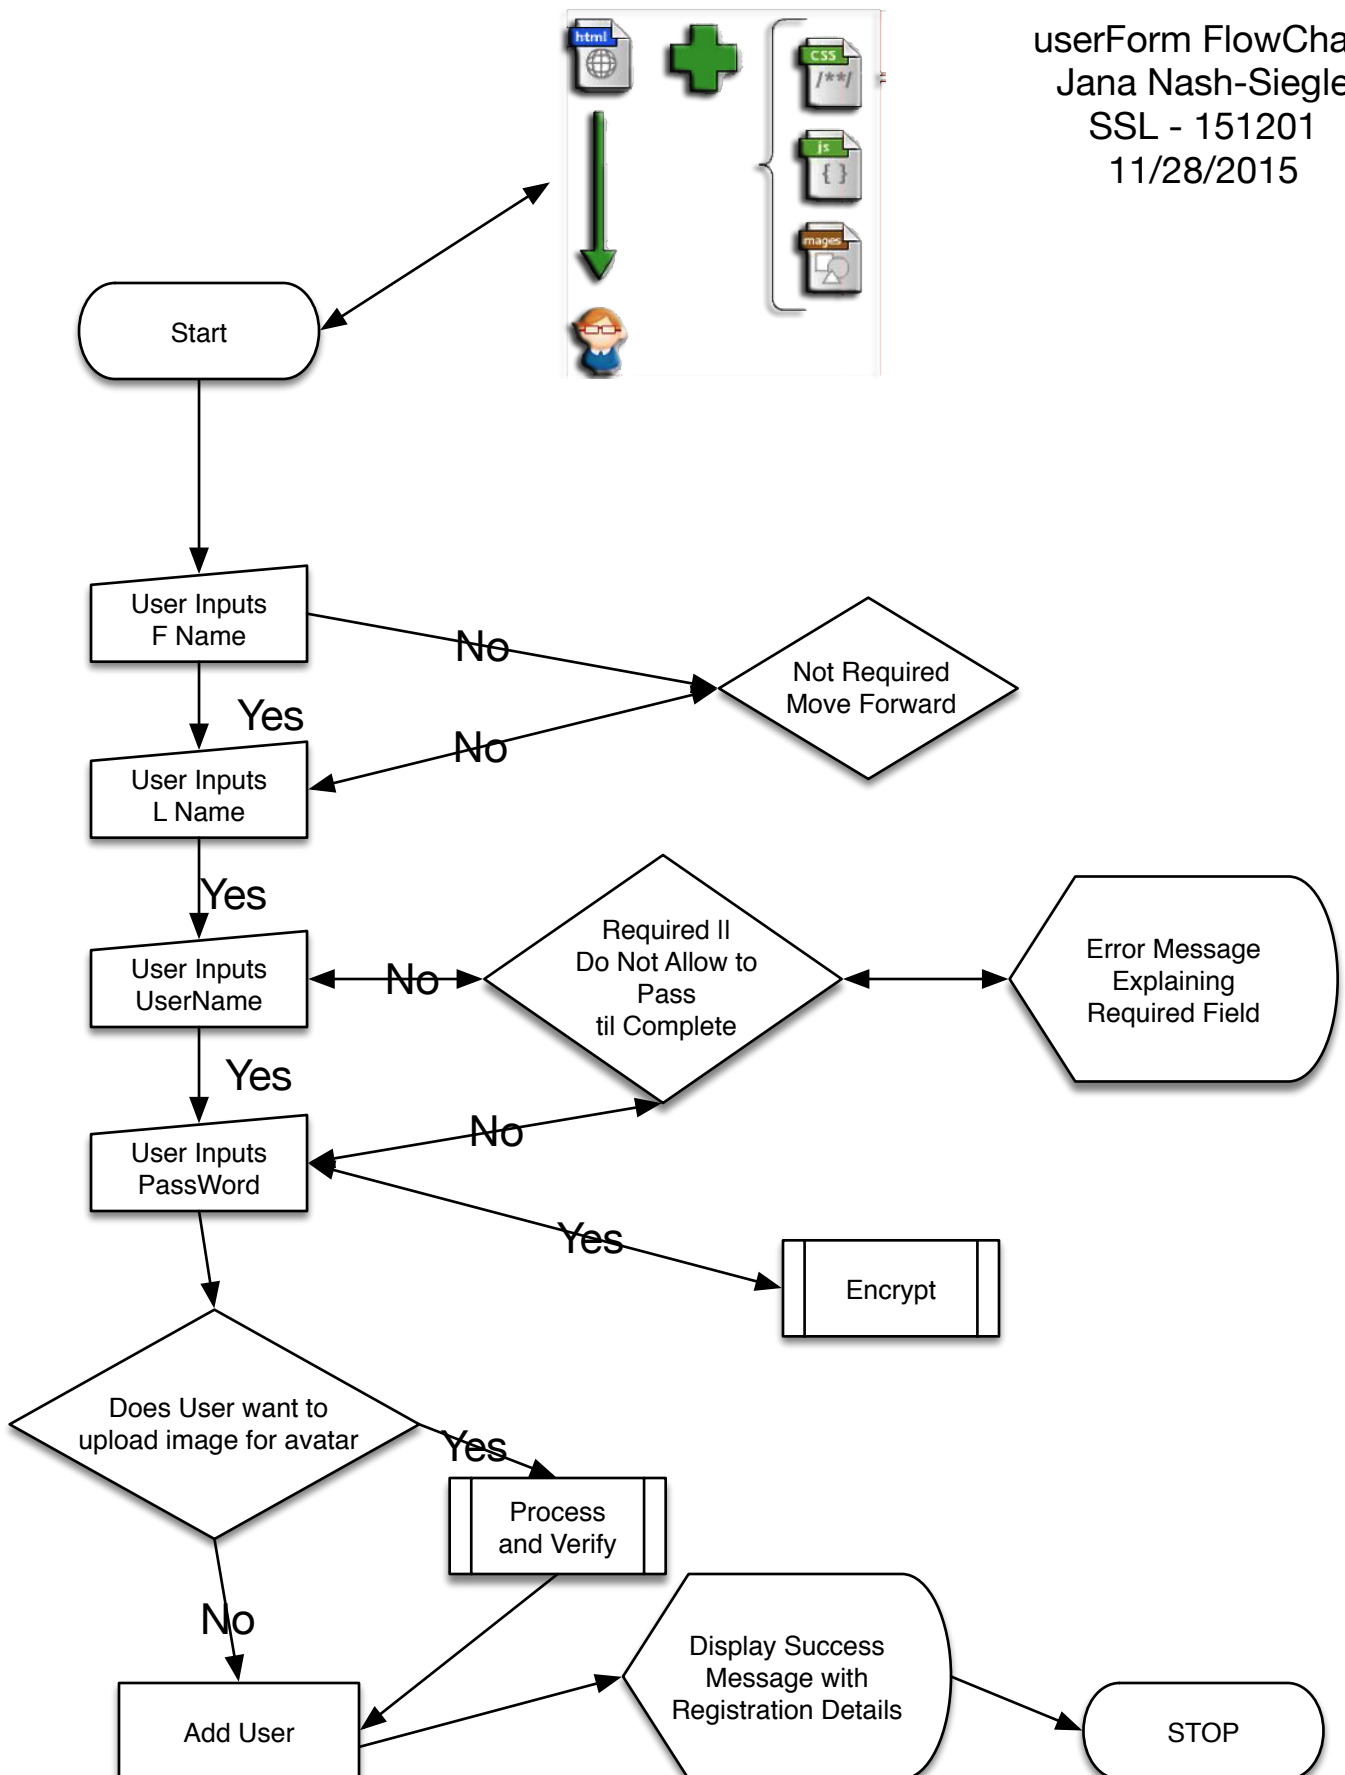 html
CSS
/**/
js
{ }
mages
userForm FlowCha
Jana Nash-Siegle
SSL - 151201
11/28/2015
Start
User Inputs
F Name
No
Not Required
Move Forward
Yes
No
User Inputs
L Name
Yes
User Inputs
UserName
No
Required ||
Do Not Allow to
Pass
til Complete
Error Message
Explaining
Required Field
Yes
No
User Inputs
PassWord
Yes
Encrypt
Does User want to
upload image for avatar
Yes
Process
and Verify
No
Add User
Display Success
Message with
Registration Details
STOP